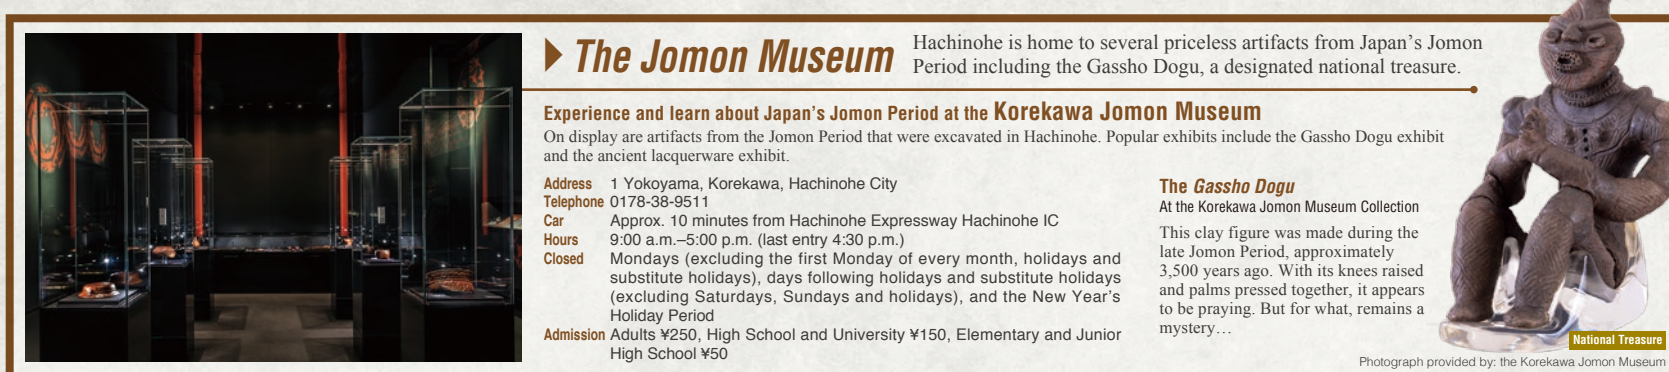 The Jomon Museum
Hachinohe is home to several priceless artifacts from Japan's Jomon
Period including the Gassho Dogu, a designated national treasure.
Experience and learn about Japan's Jomon Period at the Korekawa Jomon Museum
On display are artifacts from the Jomon Period that were excavated in Hachinohe. Popular exhibits include the Gassho Dogu exhibit
and the ancient lacquerware exhibit.
Address 1 Yokoyama, Korekawa, Hachinohe City
Telephone 0178-38-9511
Car Approx. 10 minutes from Hachinohe Expressway Hachinohe IC
Hours 9:00 a.m.–5:00 p.m. (last entry 4:30 p.m.)
Closed Mondays (excluding the first Monday of every month, holidays and
substitute holidays), days following holidays and substitute holidays
(excluding Saturdays, Sundays and holidays), and the New Year's
Holiday Period
Admission Adults ¥250, High School and University ¥150, Elementary and Junior
High School ¥50
The Gassho Dogu
At the Korekawa Jomon Museum Collection
This clay figure was made during the
late Jomon Period, approximately
3,500 years ago. With its knees raised
and palms pressed together, it appears
to be praying. But for what, remains a
mystery…
National Treasure
Photograph provided by: the Korekawa Jomon Museum